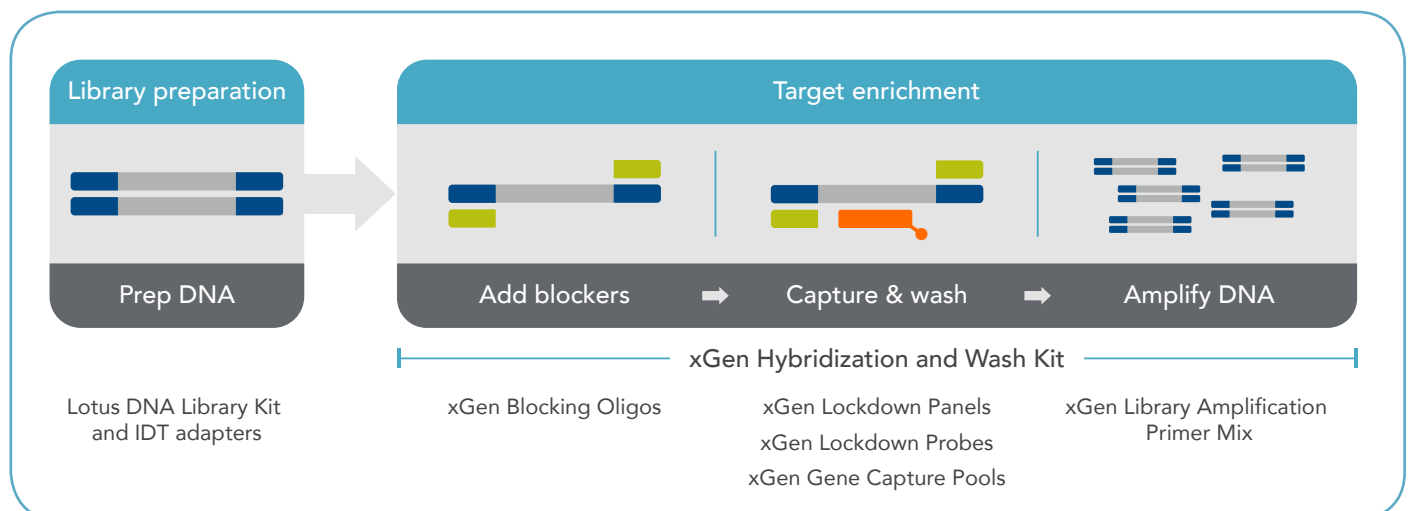 Library preparation
Target enrichment
Prep DNA
Add blockers
Capture & wash
Amplify DNA
xGen Hybridization and Wash Kit
Lotus DNA Library Kit
and IDT adapters
xGen Blocking Oligos
xGen Lockdown Panels
xGen Lockdown Probes
xGen Gene Capture Pools
xGen Library Amplification
Primer Mix